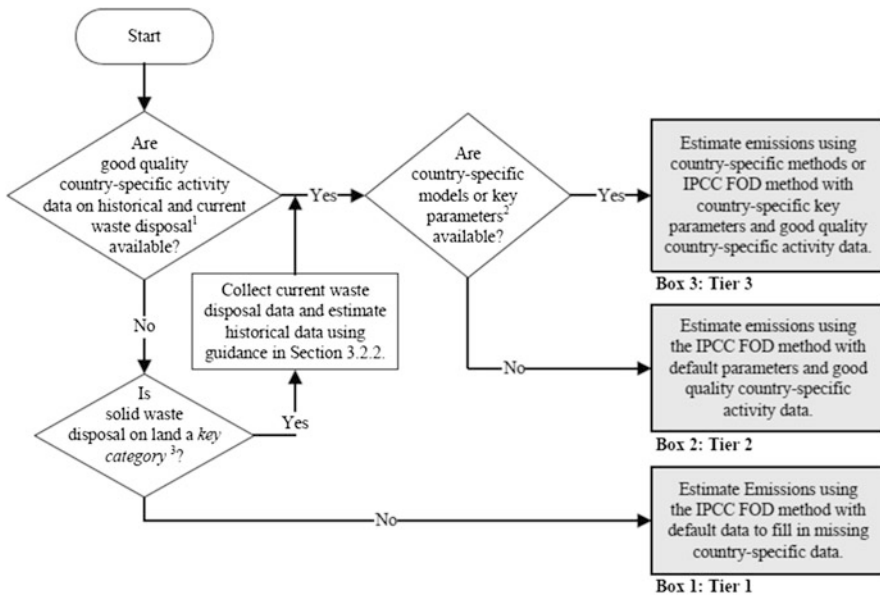 Start
Are
good quality
country-specific activity
data on historical and current
waste disposal1
available?
Yes
Are
country-specific
models or key
parameters2
available?
Yes
Estimate emissions using
country-specific methods or
IPCC FOD method with
country-specific key
parameters and good quality
country-specific activity data.
Box 3: Tier 3
No
Collect current waste
disposal data and estimate
historical data using
guidance in Section 3.2.2.
No
Estimate emissions using
the IPCC FOD method with
default parameters and good
quality country-specific
activity data.
Box 2: Tier 2
Is
solid waste
disposal on land a key
category 3?
Yes
No
Estimate Emissions using
the IPCC FOD method with
default data to fill in missing
country-specific data.
Box 1: Tier 1